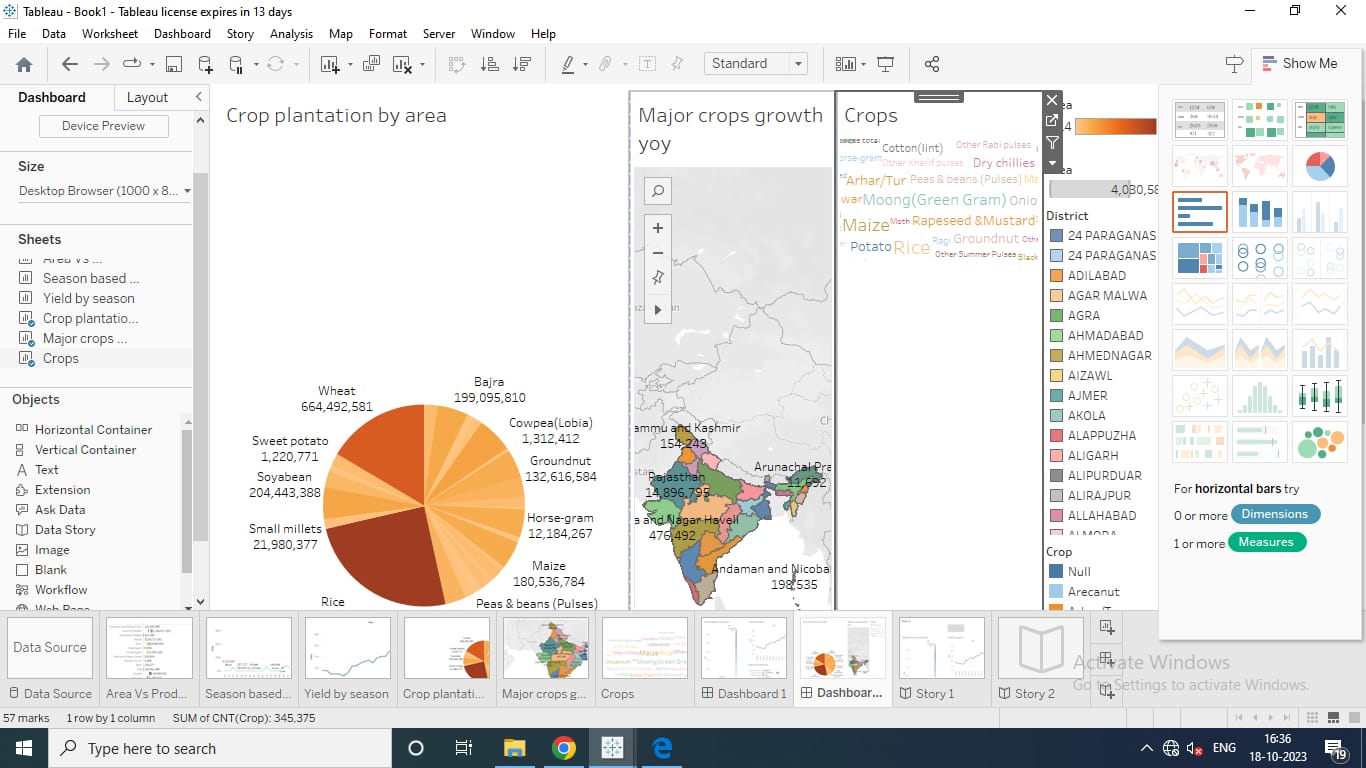 Tableau - Book1 - Tableau license expires in 13 days
File Data Worksheet Dashboard Story Analysis Map Format Server Window Help
Standard
Show Me
Dashboard
Layout
Device Preview
Size
Desktop Browser (1000 x 8...
Sheets
Area Vs ...
Season based ...
Yield by season
Crop plantatio...
Major crops ...
Crops
Objects
Horizontal Container
Vertical Container
Text
Extension
Ask Data
Data Story
Image
Blank
Workflow
Web Page
Crop plantation by area
Wheat
664,492,581
Bajra
199,095,810
Sweet potato
1,220,771
Cowpea(Lobia)
1,312,412
Soyabean
204,443,388
Groundnut
132,616,584
Small millets
21,980,377
Horse-gram
12,184,267
Maize
180,536,784
Rice
Peas & beans (Pulses)
Major crops growth
yoy
ammu and Kashmir
154,243
Rajasthan
14,896,795
Arunachal Pra
11,692
a and Nagar Haveli
476,492
Andaman and Nicoba
198,535
Crops
Cotton(lint) Other Rabi pulses
orse-gram Other Kharif pulses Dry chillies
Arhar/Tur Peas & beans (Pulses) Ma
war Moong(Green Gram) Onio
Maize Moth Rapeseed &Mustard
Potato Rice Ragi Groundnut Othe
Other Summer Pulses Black
ea
4
ea
4,030,58
District
24 PARAGANAS
24 PARAGANAS
ADILABAD
AGAR MALWA
AGRA
AHMADABAD
AHMEDNAGAR
AIZAWL
AJMER
AKOLA
ALAPPUZHA
ALIGARH
ALIPURDUAR
ALIRAJPUR
ALLAHABAD
ALMORA
Crop
Null
Arecanut
For horizontal bars try
0 or more Dimensions
1 or more Measures
Data Source
Data Source
Area Vs Prod...
Season based...
Yield by season
Crop plantati...
Major crops g...
Crops
Dashboard 1
Dashboar...
Story 1
Story 2
Activate Windows
Go to Settings to activate Windows.
57 marks 1 row by 1 column SUM of CNT(Crop): 345,375
Type here to search
ENG
16:36
18-10-2023
19